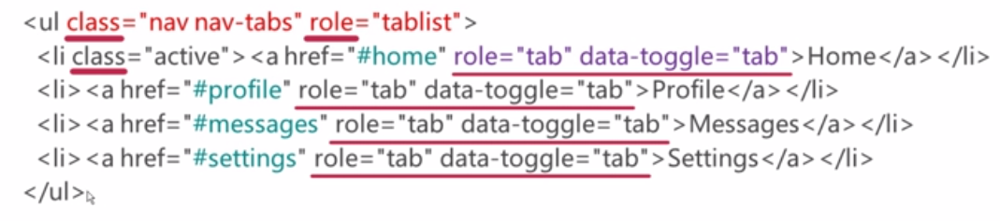 <ul class="nav nav-tabs" role="tablist">
<li class="active"><a href="#home" role="tab" data-toggle="tab">Home</a></li>
<li><a href="#profile" role="tab" data-toggle="tab">Profile</a></li>
<li><a href="#messages" role="tab" data-toggle="tab">Messages</a></li>
<li><a href="#settings" role="tab" data-toggle="tab">Settings</a></li>
</ul>